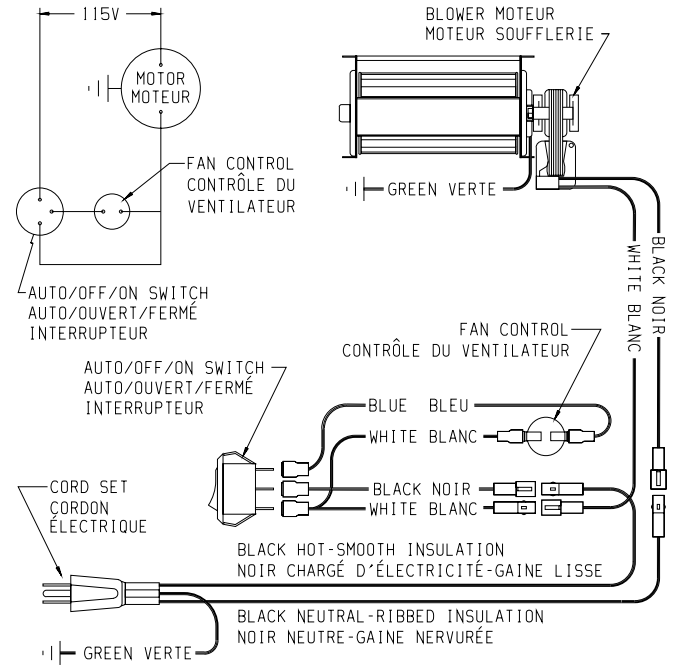 115V
MOTOR
MOTEUR
FAN CONTROL
CONTRÔLE DU
VENTILATEUR
AUTO/OFF/ON SWITCH
AUTO/OUVERT/FERMÉ
INTERRUPTEUR
BLOWER MOTEUR
MOTEUR SOUFFLERIE
GREEN VERTE
WHITE BLANC
BLACK NOIR
FAN CONTROL
CONTRÔLE DU VENTILATEUR
AUTO/OFF/ON SWITCH
AUTO/OUVERT/FERMÉ
INTERRUPTEUR
BLUE BLEU
WHITE BLANC
BLACK NOIR
WHITE BLANC
CORD SET
CORDON
ÉLECTRIQUE
BLACK HOT-SMOOTH INSULATION
NOIR CHARGÉ D'ÉLECTRICITÉ-GAINE LISSE
BLACK NEUTRAL-RIBBED INSULATION
NOIR NEUTRE-GAINE NERVURÉE
GREEN VERTE